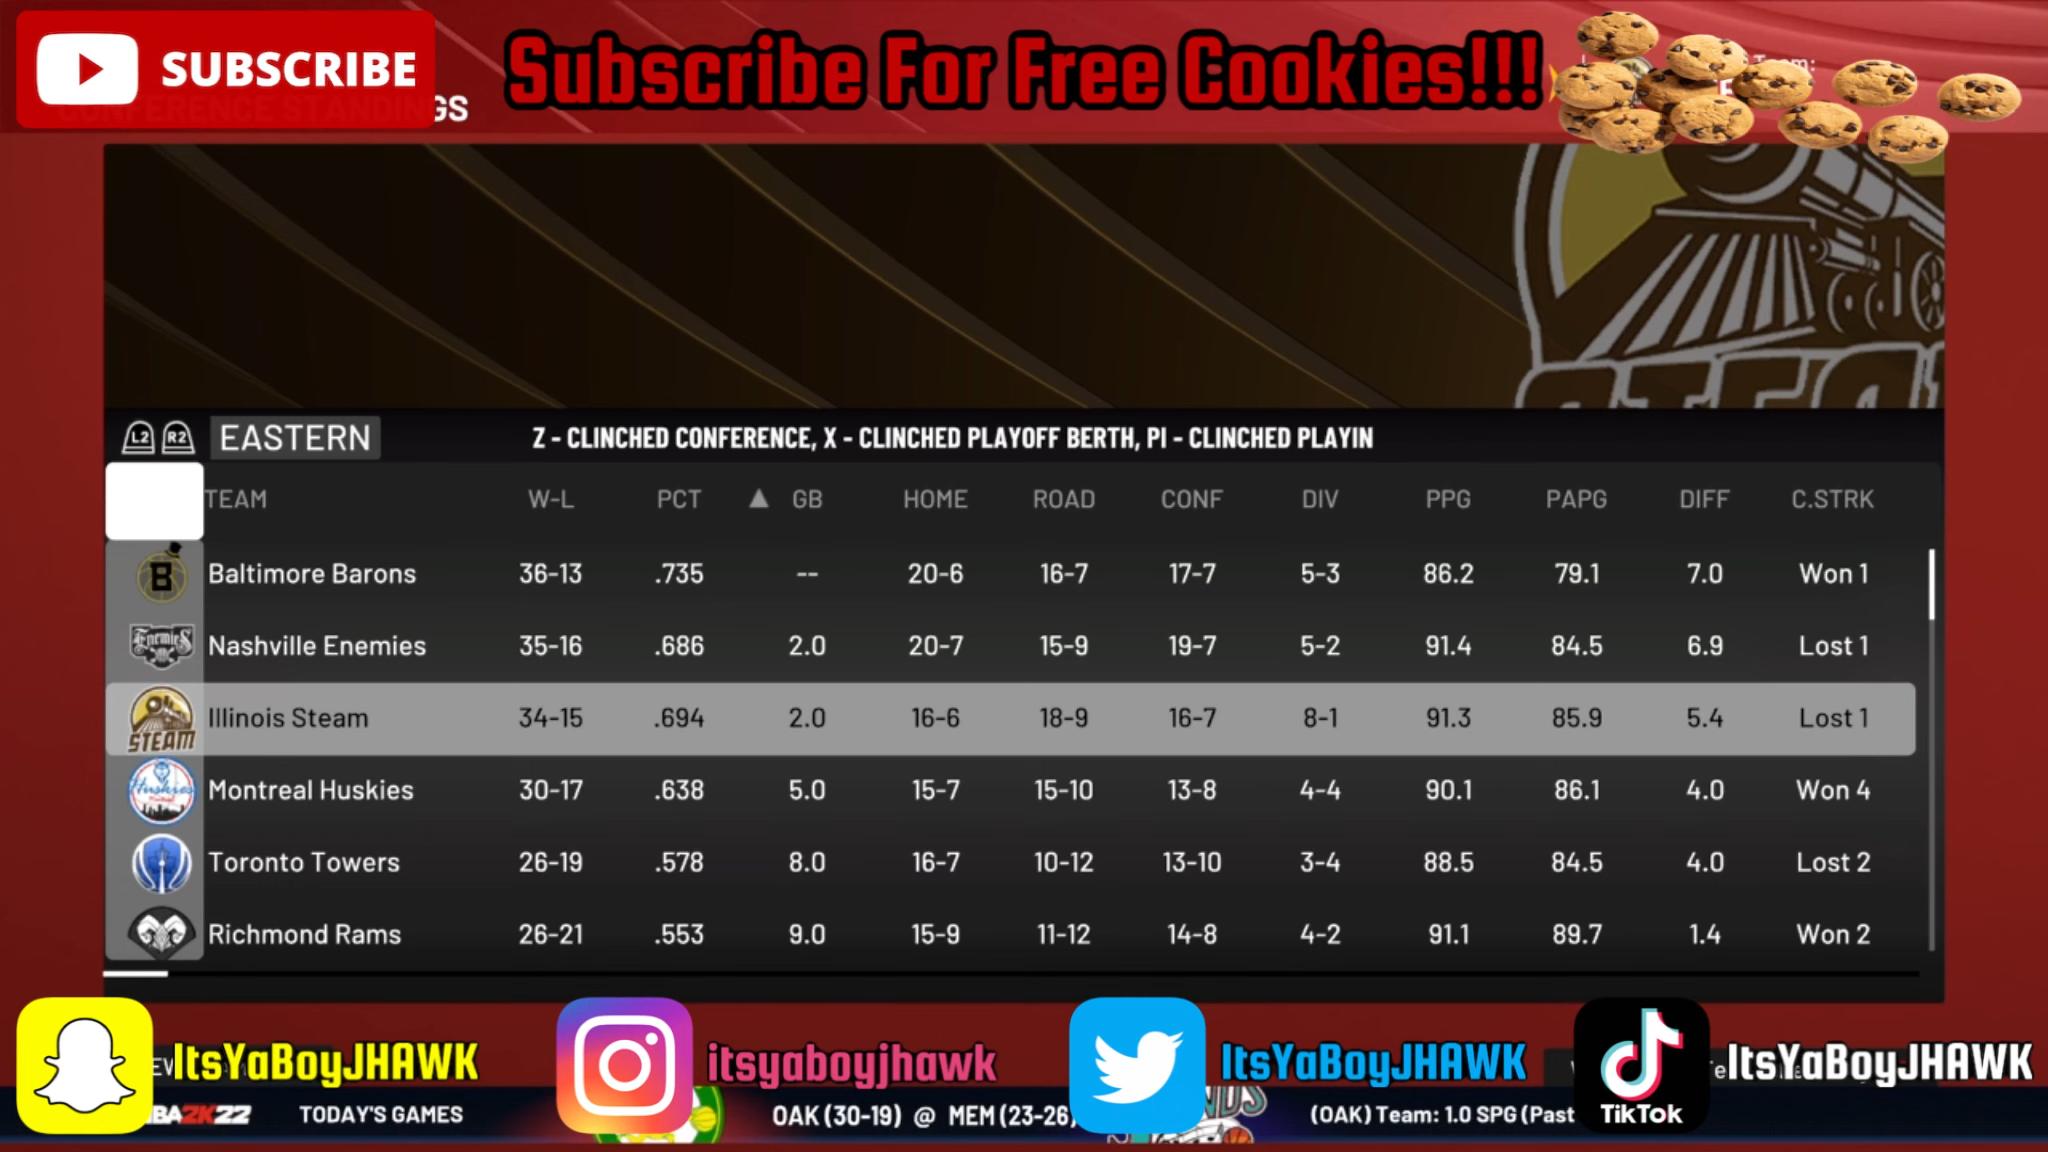 SUBSCRIBE
Subscribe For Free Cookies!!!
CONFERENCE STANDINGS
Team:
L2 R2 EASTERN Z - CLINCHED CONFERENCE, X - CLINCHED PLAYOFF BERTH, PI - CLINCHED PLAYIN
TEAM W-L PCT ▲ GB HOME ROAD CONF DIV PPG PAPG DIFF C.STRK
B Baltimore Barons 36-13 .735 -- 20-6 16-7 17-7 5-3 86.2 79.1 7.0 Won 1
Enemies Nashville Enemies 35-16 .686 2.0 20-7 15-9 19-7 5-2 91.4 84.5 6.9 Lost 1
STEAM Illinois Steam 34-15 .694 2.0 16-6 18-9 16-7 8-1 91.3 85.9 5.4 Lost 1
Huskies Montreal Huskies 30-17 .638 5.0 15-7 15-10 13-8 4-4 90.1 86.1 4.0 Won 4
Toronto Towers 26-19 .578 8.0 16-7 10-12 13-10 3-4 88.5 84.5 4.0 Lost 2
Richmond Rams 26-21 .553 9.0 15-9 11-12 14-8 4-2 91.1 89.7 1.4 Won 2
ItsYaBoyJHAWK itsyaboyjhawk ItsYaBoyJHAWK TikTok ItsYaBoyJHAWK
NBA2K22 TODAY'S GAMES OAK (30-19) @ MEM (23-26) (OAK) Team: 1.0 SPG (Past